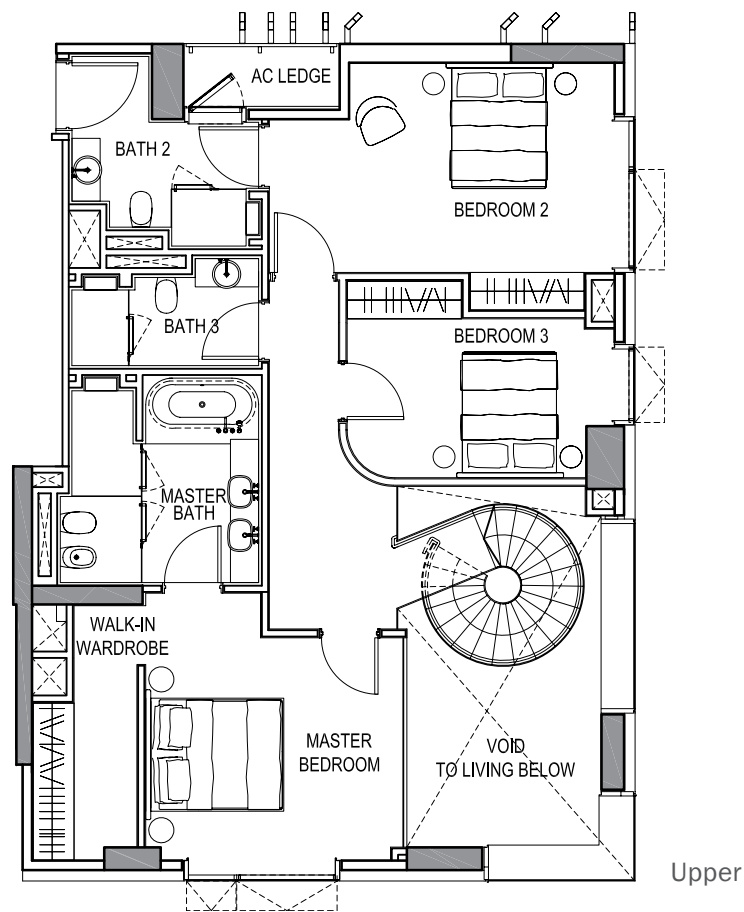 AC LEDGE
BATH 2
BEDROOM 2
BATH 3
BEDROOM 3
MASTER
BATH
WALK-IN
WARDROBE
MASTER
BEDROOM
VOID
TO LIVING BELOW
Upper